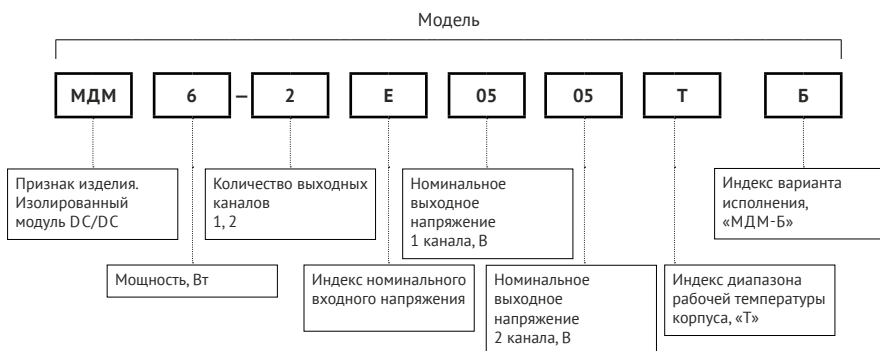 Модель
МДМ 6 – 2 Е 05 05 Т Б
Признак изделия.
Изолированный
модуль DC/DC
Количество выходных
каналов
1, 2
Номинальное
выходное
напряжение
1 канала, В
Индекс варианта
исполнения,
«МДМ-Б»
Мощность, Вт
Индекс номинального
входного напряжения
Номинальное
выходное
напряжение
2 канала, В
Индекс диапазона
рабочей температуры
корпуса, «Т»